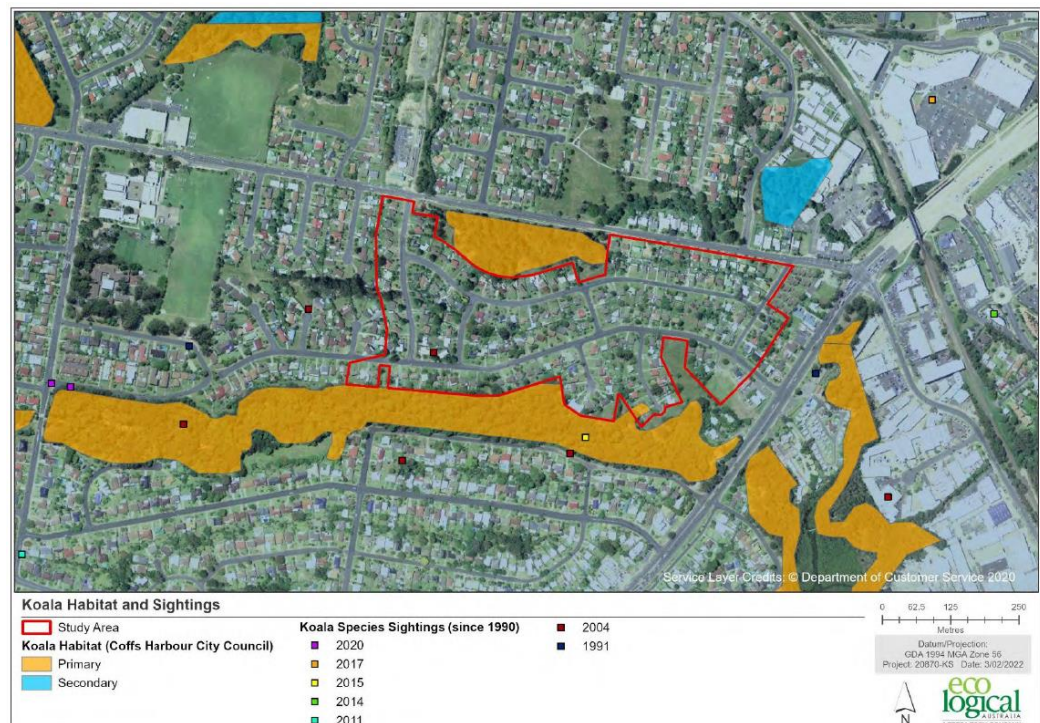 Service Layer Credits: © Department of Customer Service 2020
Koala Habitat and Sightings
Study Area
Koala Habitat (Coffs Harbour City Council)
Primary
Secondary
Koala Species Sightings (since 1990)
2020
2017
2015
2014
2011
2004
1991
0 62.5 125 250
Metres
Datum/Projection:
GDA 1994 MGA Zone 56
Project: 20870-KS Date: 3/02/2022
N
eco
logical
AUSTRALIA